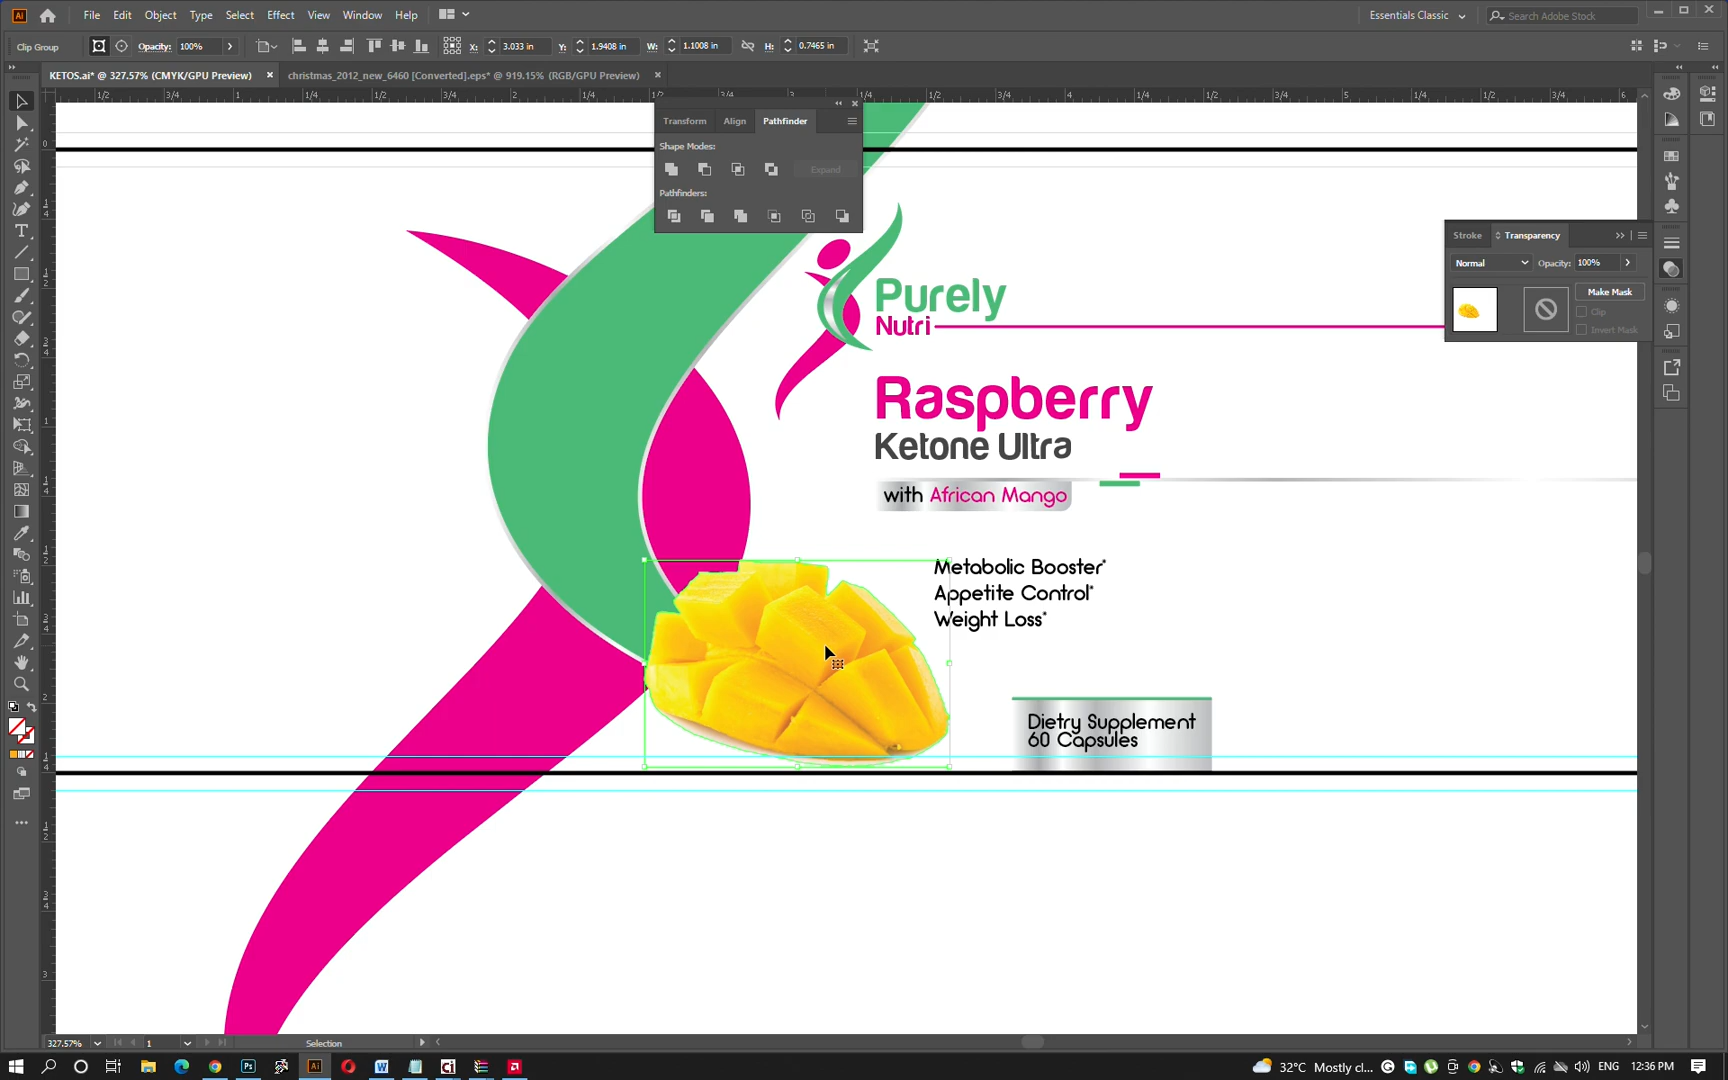 Ai File Edit Object Type Select Effect View Window Help Essentials Classic Search Adobe Stock
Clip Group Opacity: 100% X: 3.033 in Y: 1.9408 in W: 1.1008 in H: 0.7465 in
KETOS.ai* @ 327.57% (CMYK/GPU Preview) christmas_2012_new_6460 [Converted].eps* @ 919.15% (RGB/GPU Preview)
Transform Align Pathfinder
Shape Modes:
Expand
Pathfinders:
Stroke Transparency
Normal Opacity: 100%
Make Mask
Clip
Invert Mask
Purely
Nutri
Raspberry
Ketone Ultra
with African Mango
Metabolic Booster*
Appetite Control*
Weight Loss*
Dietry Supplement
60 Capsules
327.57% 1 Selection
32°C Mostly cl... ENG 12:36 PM